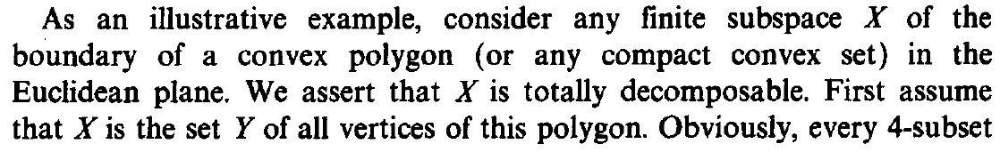 As an illustrative example, consider any finite subspace X of the
boundary of a convex polygon (or any compact convex set) in the
Euclidean plane. We assert that X is totally decomposable. First assume
that X is the set Y of all vertices of this polygon. Obviously, every 4-subset